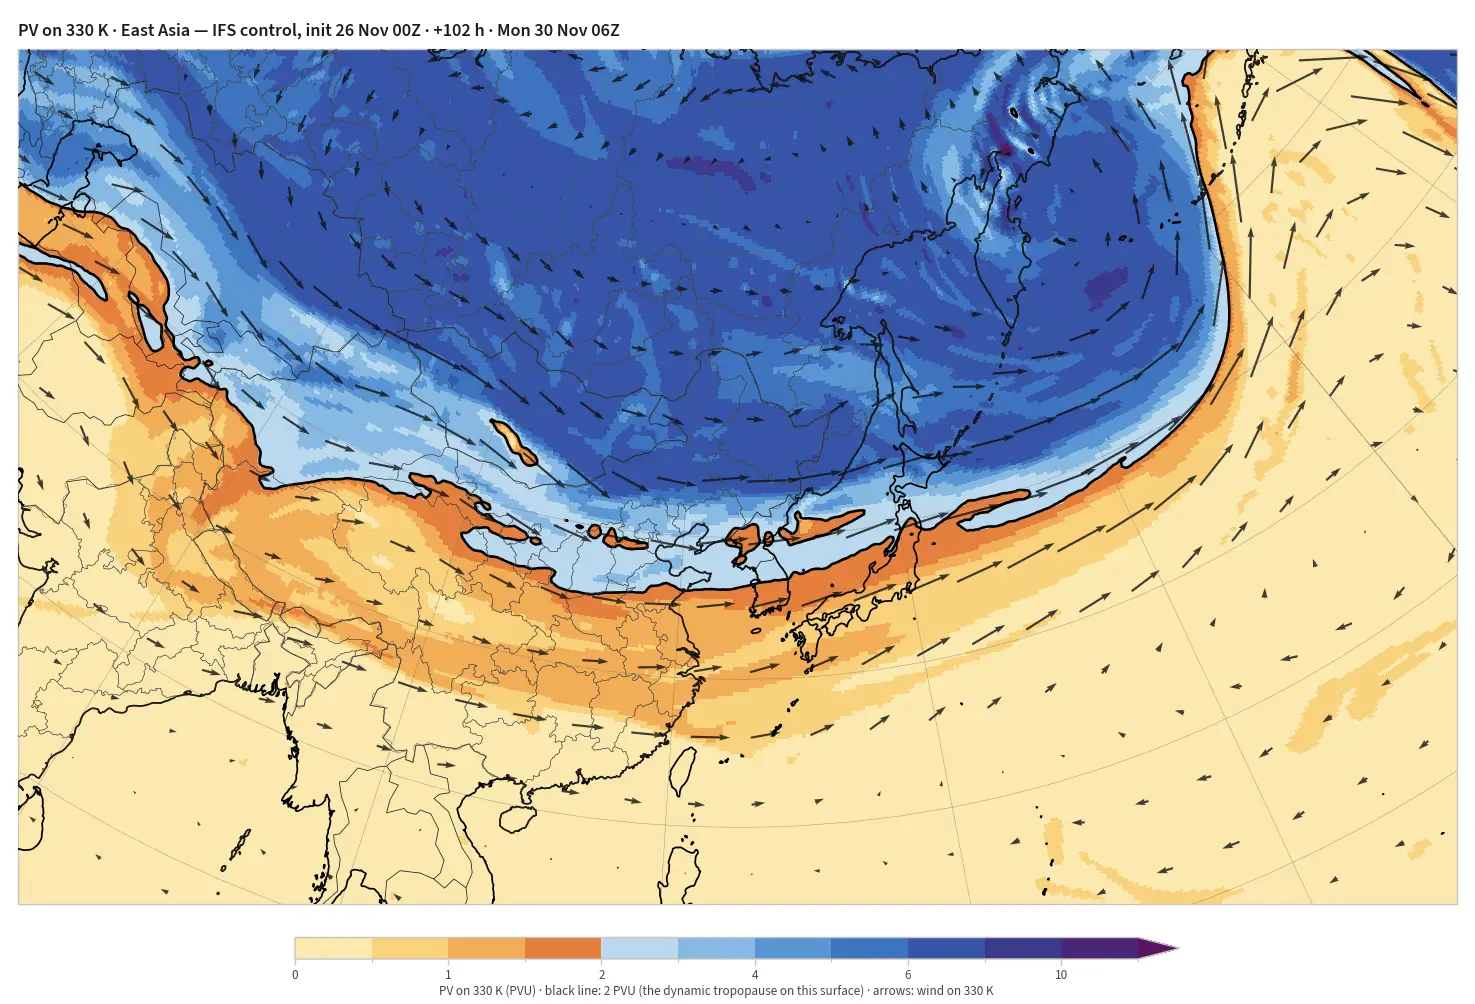 PV on 330 K · East Asia — IFS control, init 26 Nov 00Z · +102 h · Mon 30 Nov 06Z
0 1 2 4 6 10
PV on 330 K (PVU) · black line: 2 PVU (the dynamic tropopause on this surface) · arrows: wind on 330 K